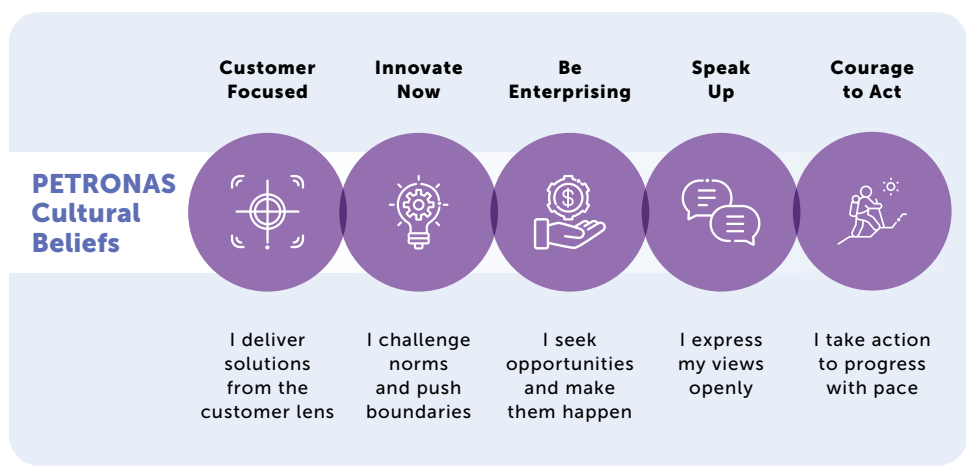 Customer
Focused
Innovate
Now
Be
Enterprising
Speak
Up
Courage
to Act
PETRONAS
Cultural
Beliefs
$
I deliver
solutions
from the
customer lens
I challenge
norms
and push
boundaries
I seek
opportunities
and make
them happen
I express
my views
openly
I take action
to progress
with pace